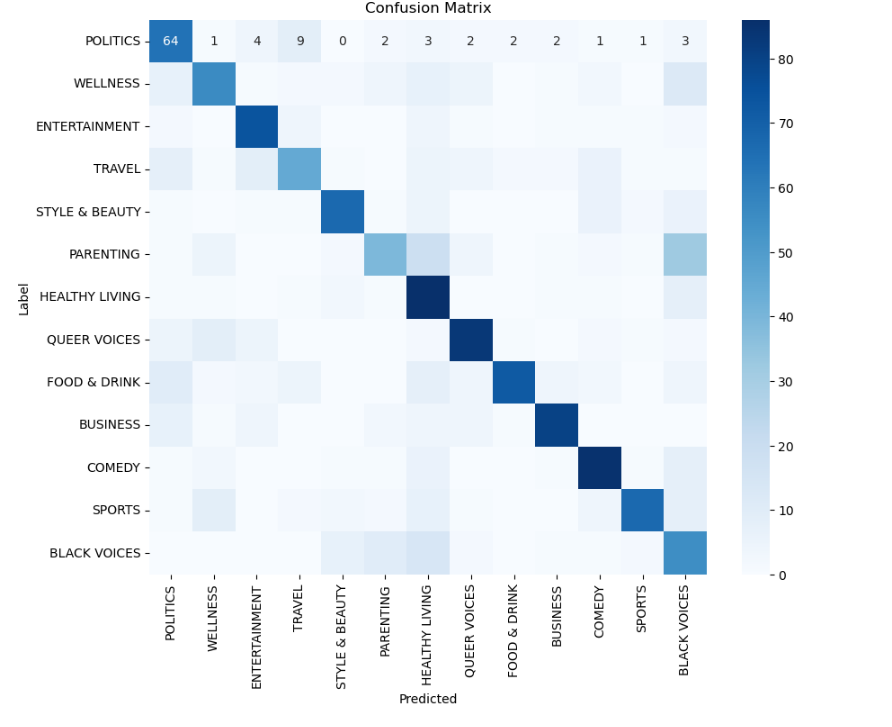 Confusion Matrix
POLITICS 64 1 4 9 0 2 3 2 2 2 1 1 3
WELLNESS
ENTERTAINMENT
TRAVEL
STYLE & BEAUTY
PARENTING
HEALTHY LIVING
QUEER VOICES
FOOD & DRINK
BUSINESS
COMEDY
SPORTS
BLACK VOICES
Label
POLITICS
WELLNESS
ENTERTAINMENT
TRAVEL
STYLE & BEAUTY
PARENTING
HEALTHY LIVING
QUEER VOICES
FOOD & DRINK
BUSINESS
COMEDY
SPORTS
BLACK VOICES
Predicted
80
70
60
50
40
30
20
10
0